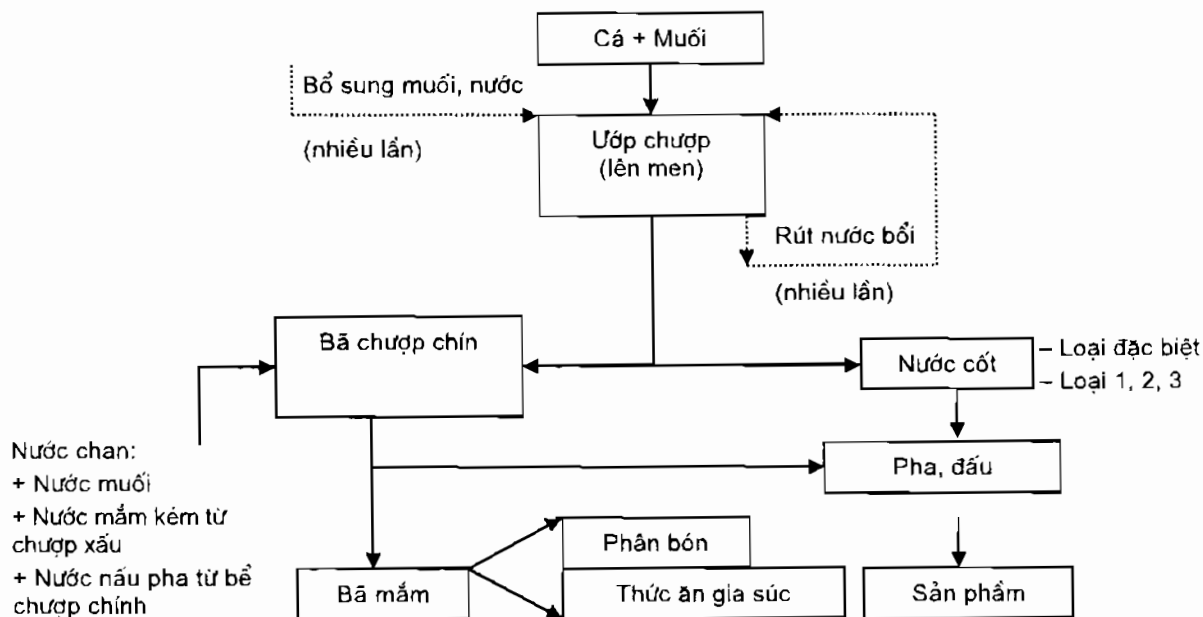 Cá + Muối
Bổ sung muối, nước
(nhiều lần)
Ướp chượp
(lên men)
Rút nước bổi
(nhiều lần)
Bã chượp chín
Nước cốt
– Loại đặc biệt
– Loại 1, 2, 3
Nước chan:
+ Nước muối
+ Nước mắm kém từ
chượp xấu
+ Nước nấu pha từ bể
chượp chính
Pha, đấu
Bã mắm
Phân bón
Thức ăn gia súc
Sản phẩm